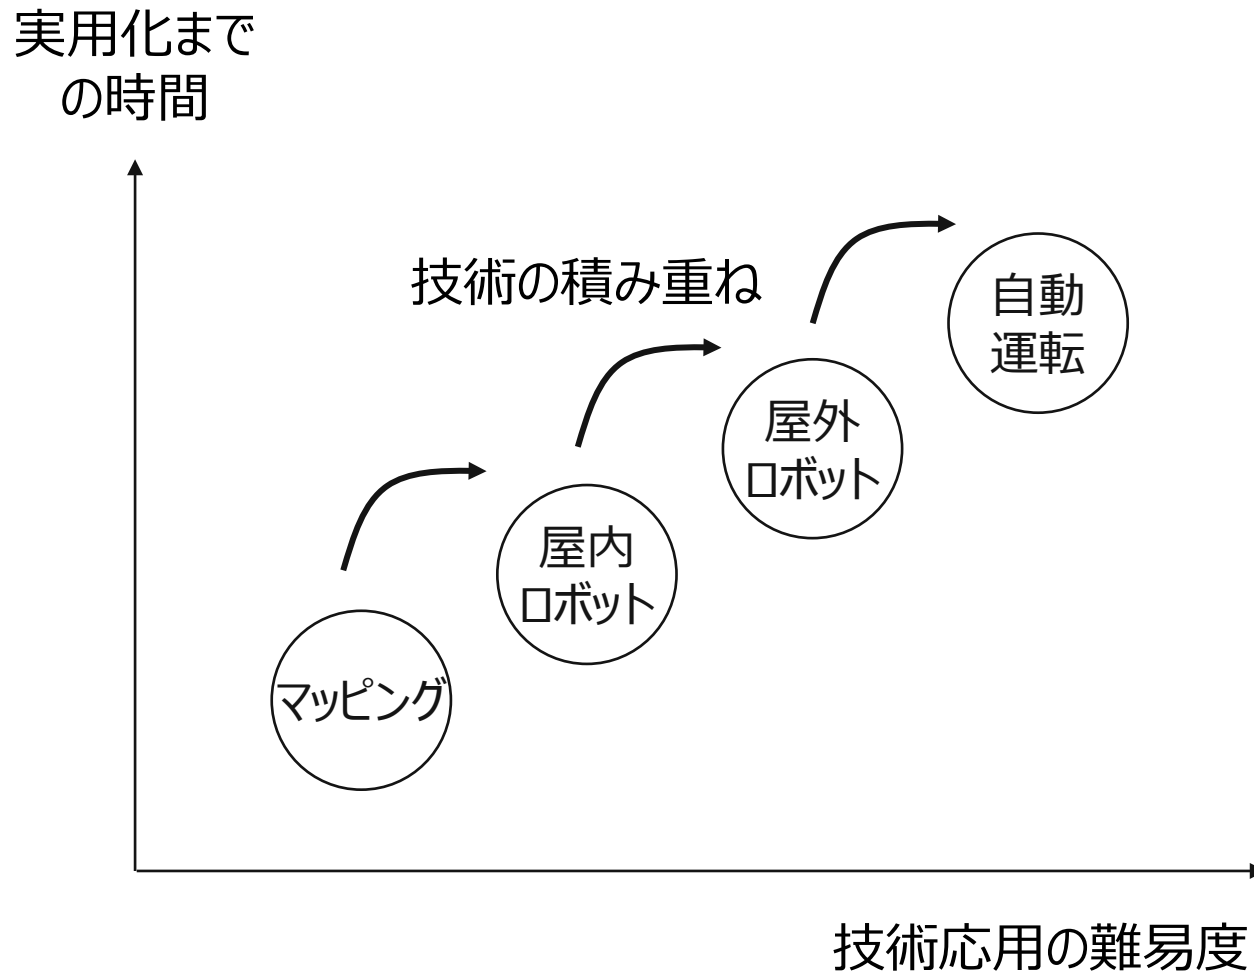 実用化まで
の時間
技術の積み重ね
自動
運転
屋外
ロボット
屋内
ロボット
マッピング
技術応用の難易度